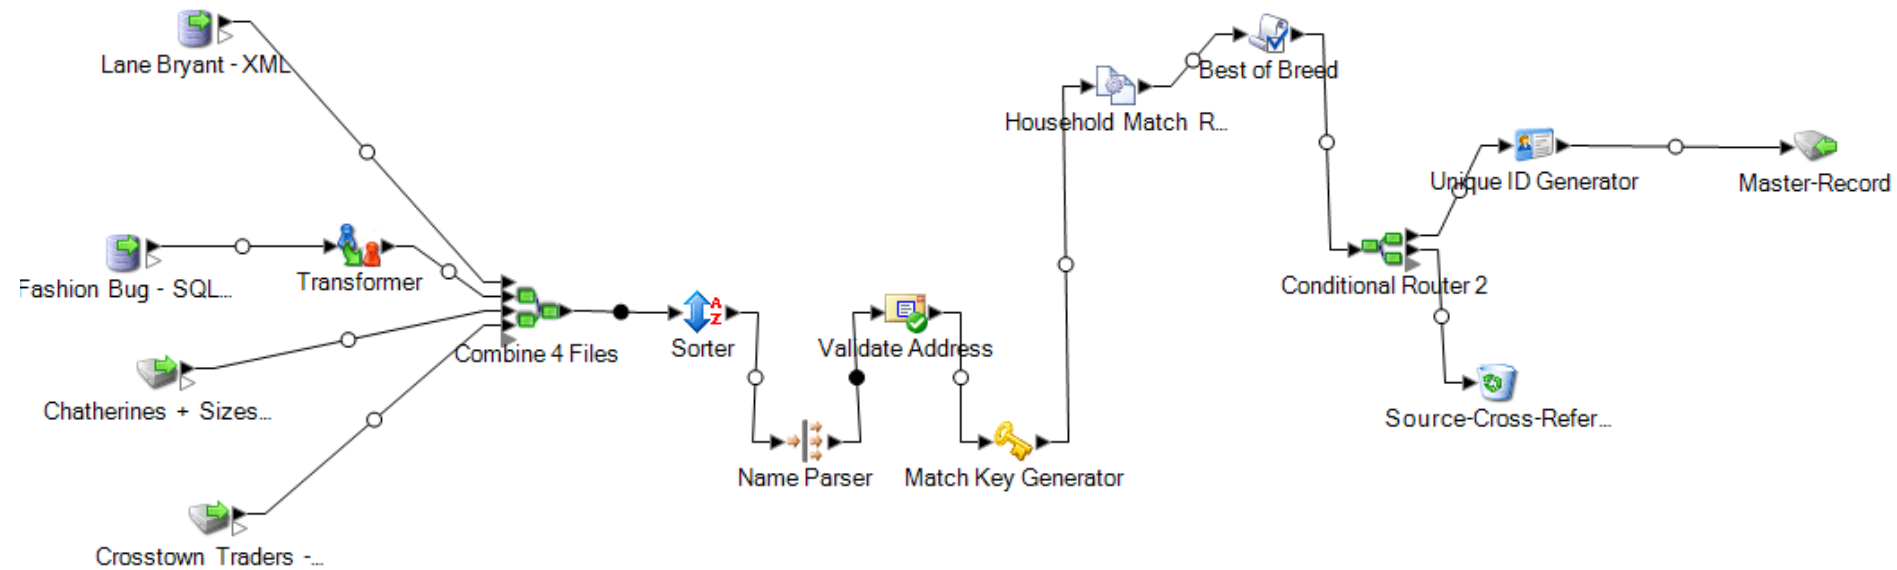 Lane Bryant - XML
Fashion Bug - SQL...
Transformer
Chatherines + Sizes...
Crosstown Traders -...
Combine 4 Files
A
Z
Sorter
Name Parser
Validate Address
Match Key Generator
Household Match R...
Best of Breed
Conditional Router 2
Unique ID Generator
Master-Record
Source-Cross-Refer...